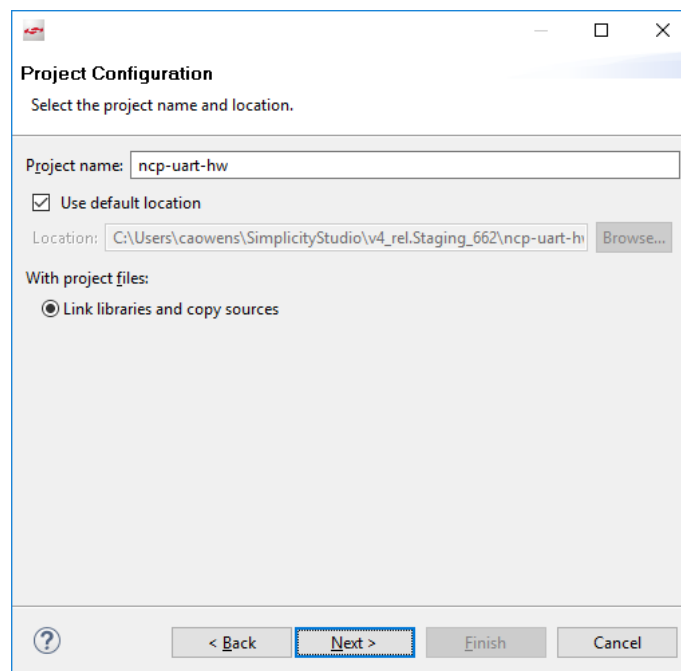 Project Configuration
Select the project name and location.
Project name: ncp-uart-hw
Use default location
Location: C:\Users\caowens\SimplicityStudio\v4_rel.Staging_662\ncp-uart-h Browse...
With project files:
Link libraries and copy sources
? < Back Next > Finish Cancel